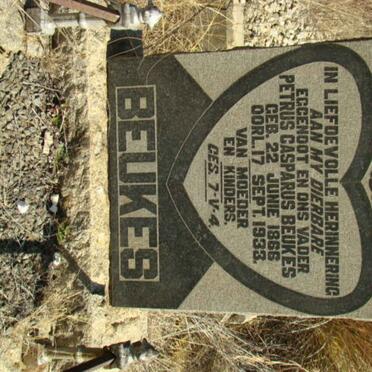 IN LIEFDEVOLLE HERINNERING
AAN MY DIERBARE
EGGENOOT EN ONS VADER
PETRUS CASPARUS BEUKES
GEB. 22 JUNIE 1866
OORL. 17 SEPT. 1938.
VAN MOEDER
EN KINDERS.
GES. 7-V-4.
BEUKES